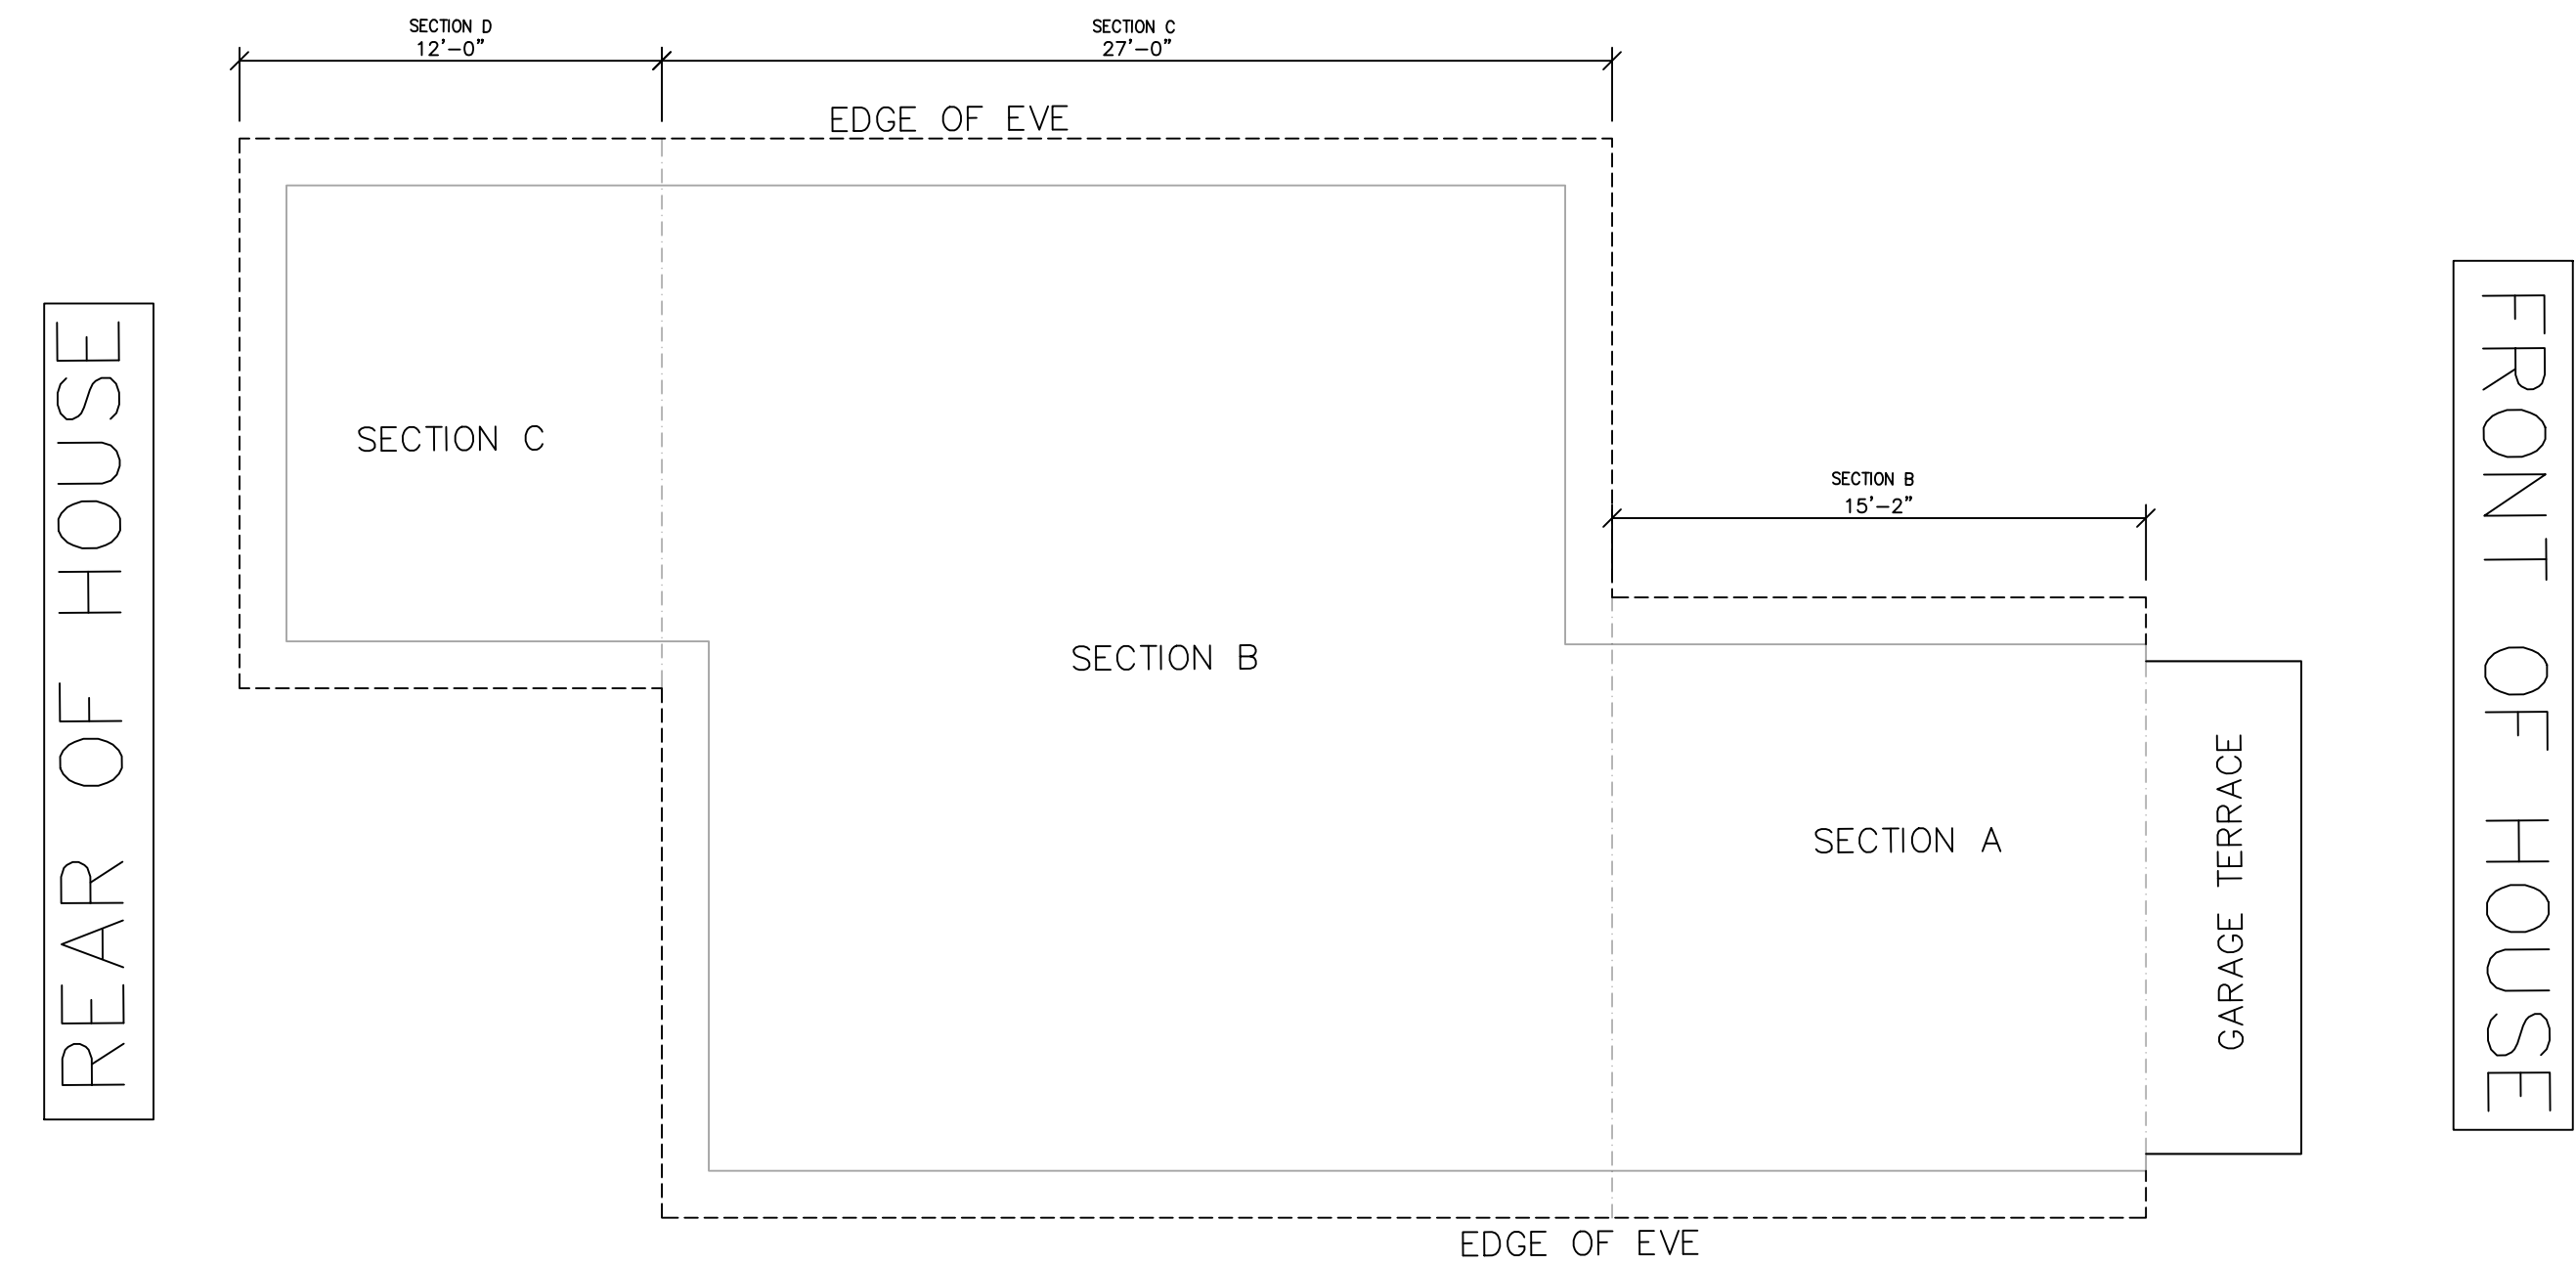 SECTION D
12'-0"
SECTION C
27'-0"
EDGE OF EVE
REAR OF HOUSE
SECTION C
SECTION B
SECTION B
15'-2"
SECTION A
GARAGE TERRACE
FRONT OF HOUSE
EDGE OF EVE